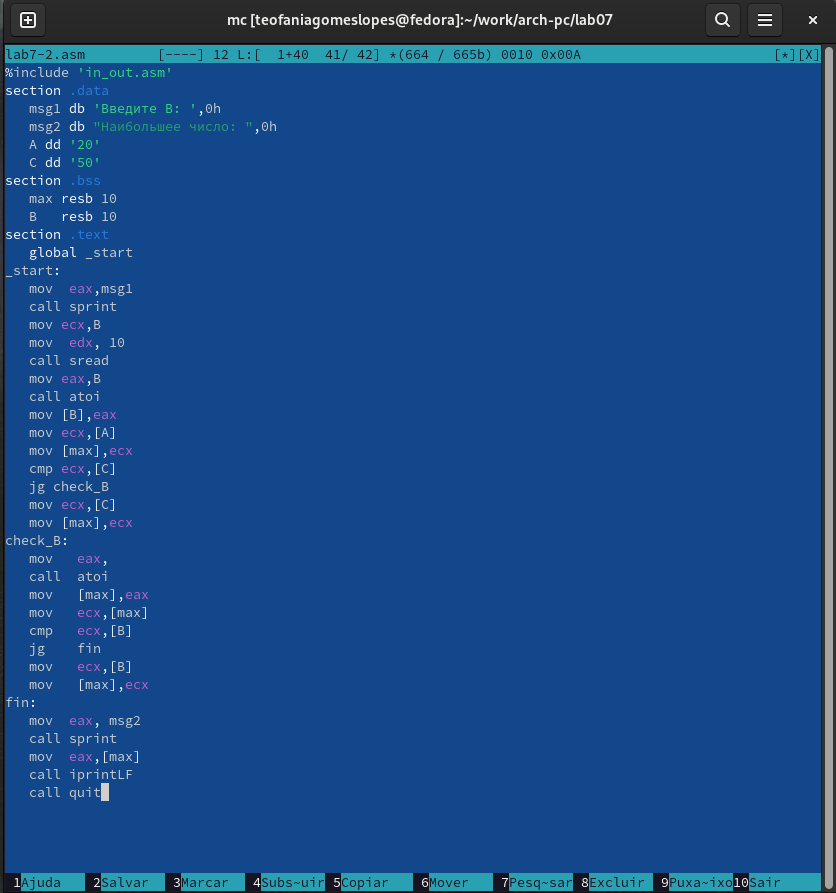 mc [teofaniagomeslopes@fedora]:~/work/arch-pc/lab07
lab7-2.asm [----] 12 L:[ 1+40 41/ 42] *(664 / 665b) 0010 0x00A [*][X]
%include 'in_out.asm'
section .data
msg1 db 'Введите B: ',0h
msg2 db "Наибольшее число: ",0h
A dd '20'
C dd '50'
section .bss
max resb 10
B resb 10
section .text
global _start
_start:
mov eax,msg1
call sprint
mov ecx,B
mov edx, 10
call sread
mov eax,B
call atoi
mov [B],eax
mov ecx,[A]
mov [max],ecx
cmp ecx,[C]
jg check_B
mov ecx,[C]
mov [max],ecx
check_B:
mov eax,
call atoi
mov [max],eax
mov ecx,[max]
cmp ecx,[B]
jg fin
mov ecx,[B]
mov [max],ecx
fin:
mov eax, msg2
call sprint
mov eax,[max]
call iprintLF
call quit
1Ajuda 2Salvar 3Marcar 4Subs~uir 5Copiar 6Mover 7Pesq~sar 8Excluir 9Puxa~ixo 10Sair